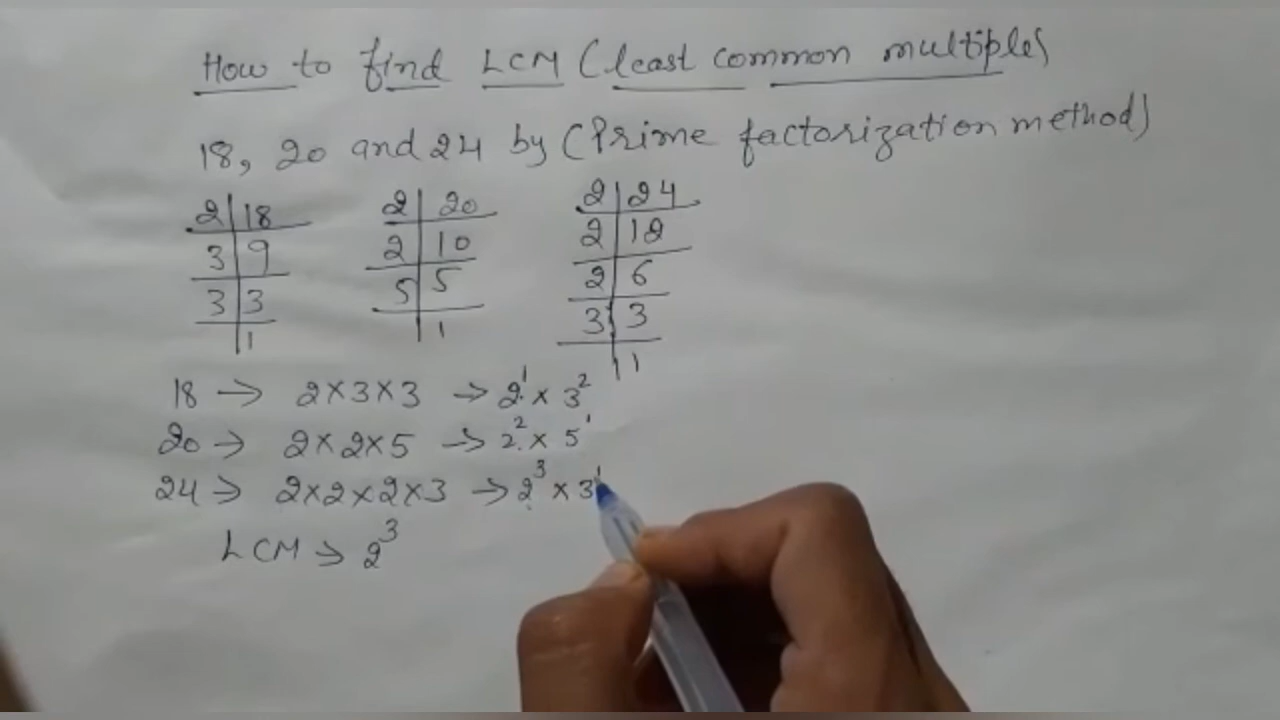 How to find LCM (least common multiples
18, 20 and 24 by (Prime factorization method)
2 18
3 9
3 3
1
2 20
2 10
5 5
1
2 24
2 12
2 6
3 3
1
18 → 2×3×3 → 2¹ × 3²
20 → 2×2×5 → 2² × 5¹
24 → 2×2×2×3 → 2³ × 3¹
LCM → 2³